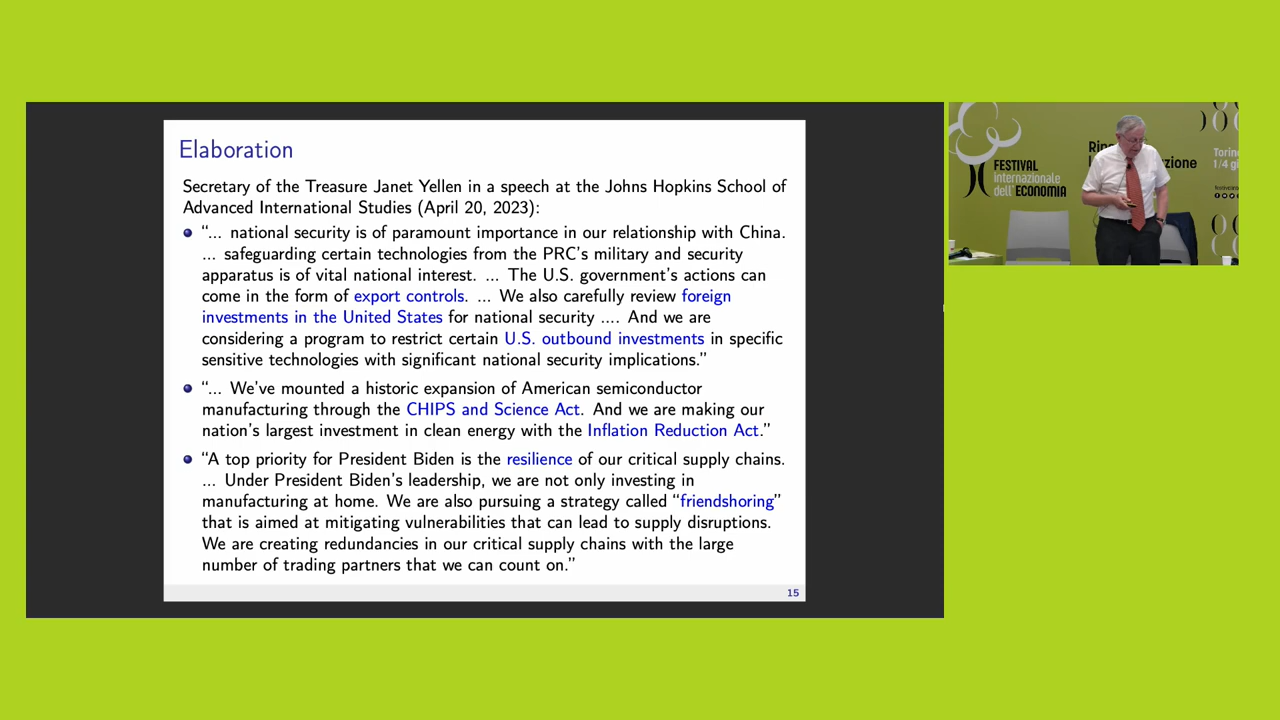 Elaboration
Secretary of the Treasure Janet Yellen in a speech at the Johns Hopkins School of
Advanced International Studies (April 20, 2023):
“... national security is of paramount importance in our relationship with China.
... safeguarding certain technologies from the PRC’s military and security
apparatus is of vital national interest. ... The U.S. government’s actions can
come in the form of export controls. ... We also carefully review foreign
investments in the United States for national security .... And we are
considering a program to restrict certain U.S. outbound investments in specific
sensitive technologies with significant national security implications.”
“... We’ve mounted a historic expansion of American semiconductor
manufacturing through the CHIPS and Science Act. And we are making our
nation’s largest investment in clean energy with the Inflation Reduction Act.”
“A top priority for President Biden is the resilience of our critical supply chains.
... Under President Biden’s leadership, we are not only investing in
manufacturing at home. We are also pursuing a strategy called “friendshoring”
that is aimed at mitigating vulnerabilities that can lead to supply disruptions.
We are creating redundancies in our critical supply chains with the large
number of trading partners that we can count on.”
15
FESTIVAL
internazionale
dell'ECONOMIA
Torin
1/4 gi